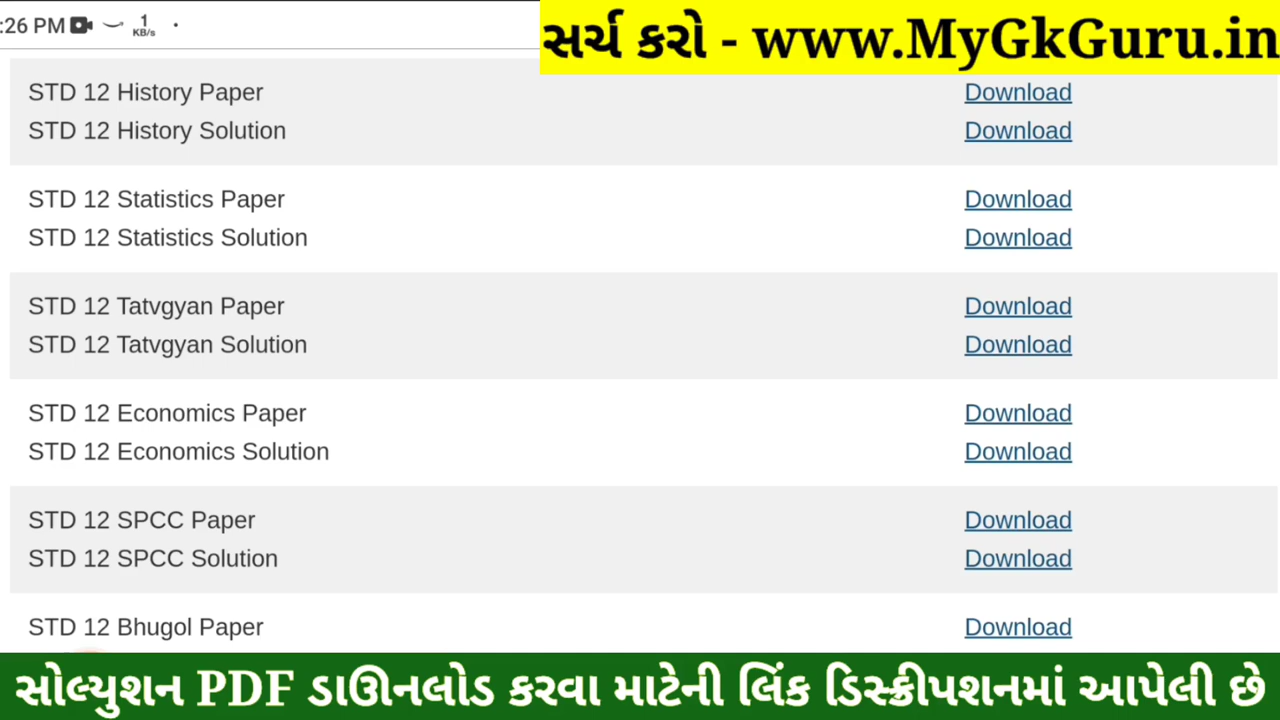 :26 PM 1 KB/s
સર્ચ કરો - www.MyGkGuru.in
STD 12 History Paper Download
STD 12 History Solution Download
STD 12 Statistics Paper Download
STD 12 Statistics Solution Download
STD 12 Tatvgyan Paper Download
STD 12 Tatvgyan Solution Download
STD 12 Economics Paper Download
STD 12 Economics Solution Download
STD 12 SPCC Paper Download
STD 12 SPCC Solution Download
STD 12 Bhugol Paper Download
સોલ્યુશન PDF ડાઊનલોડ કરવા માટેની લિંક ડિસ્ક્રીપશનમાં આપેલી છે